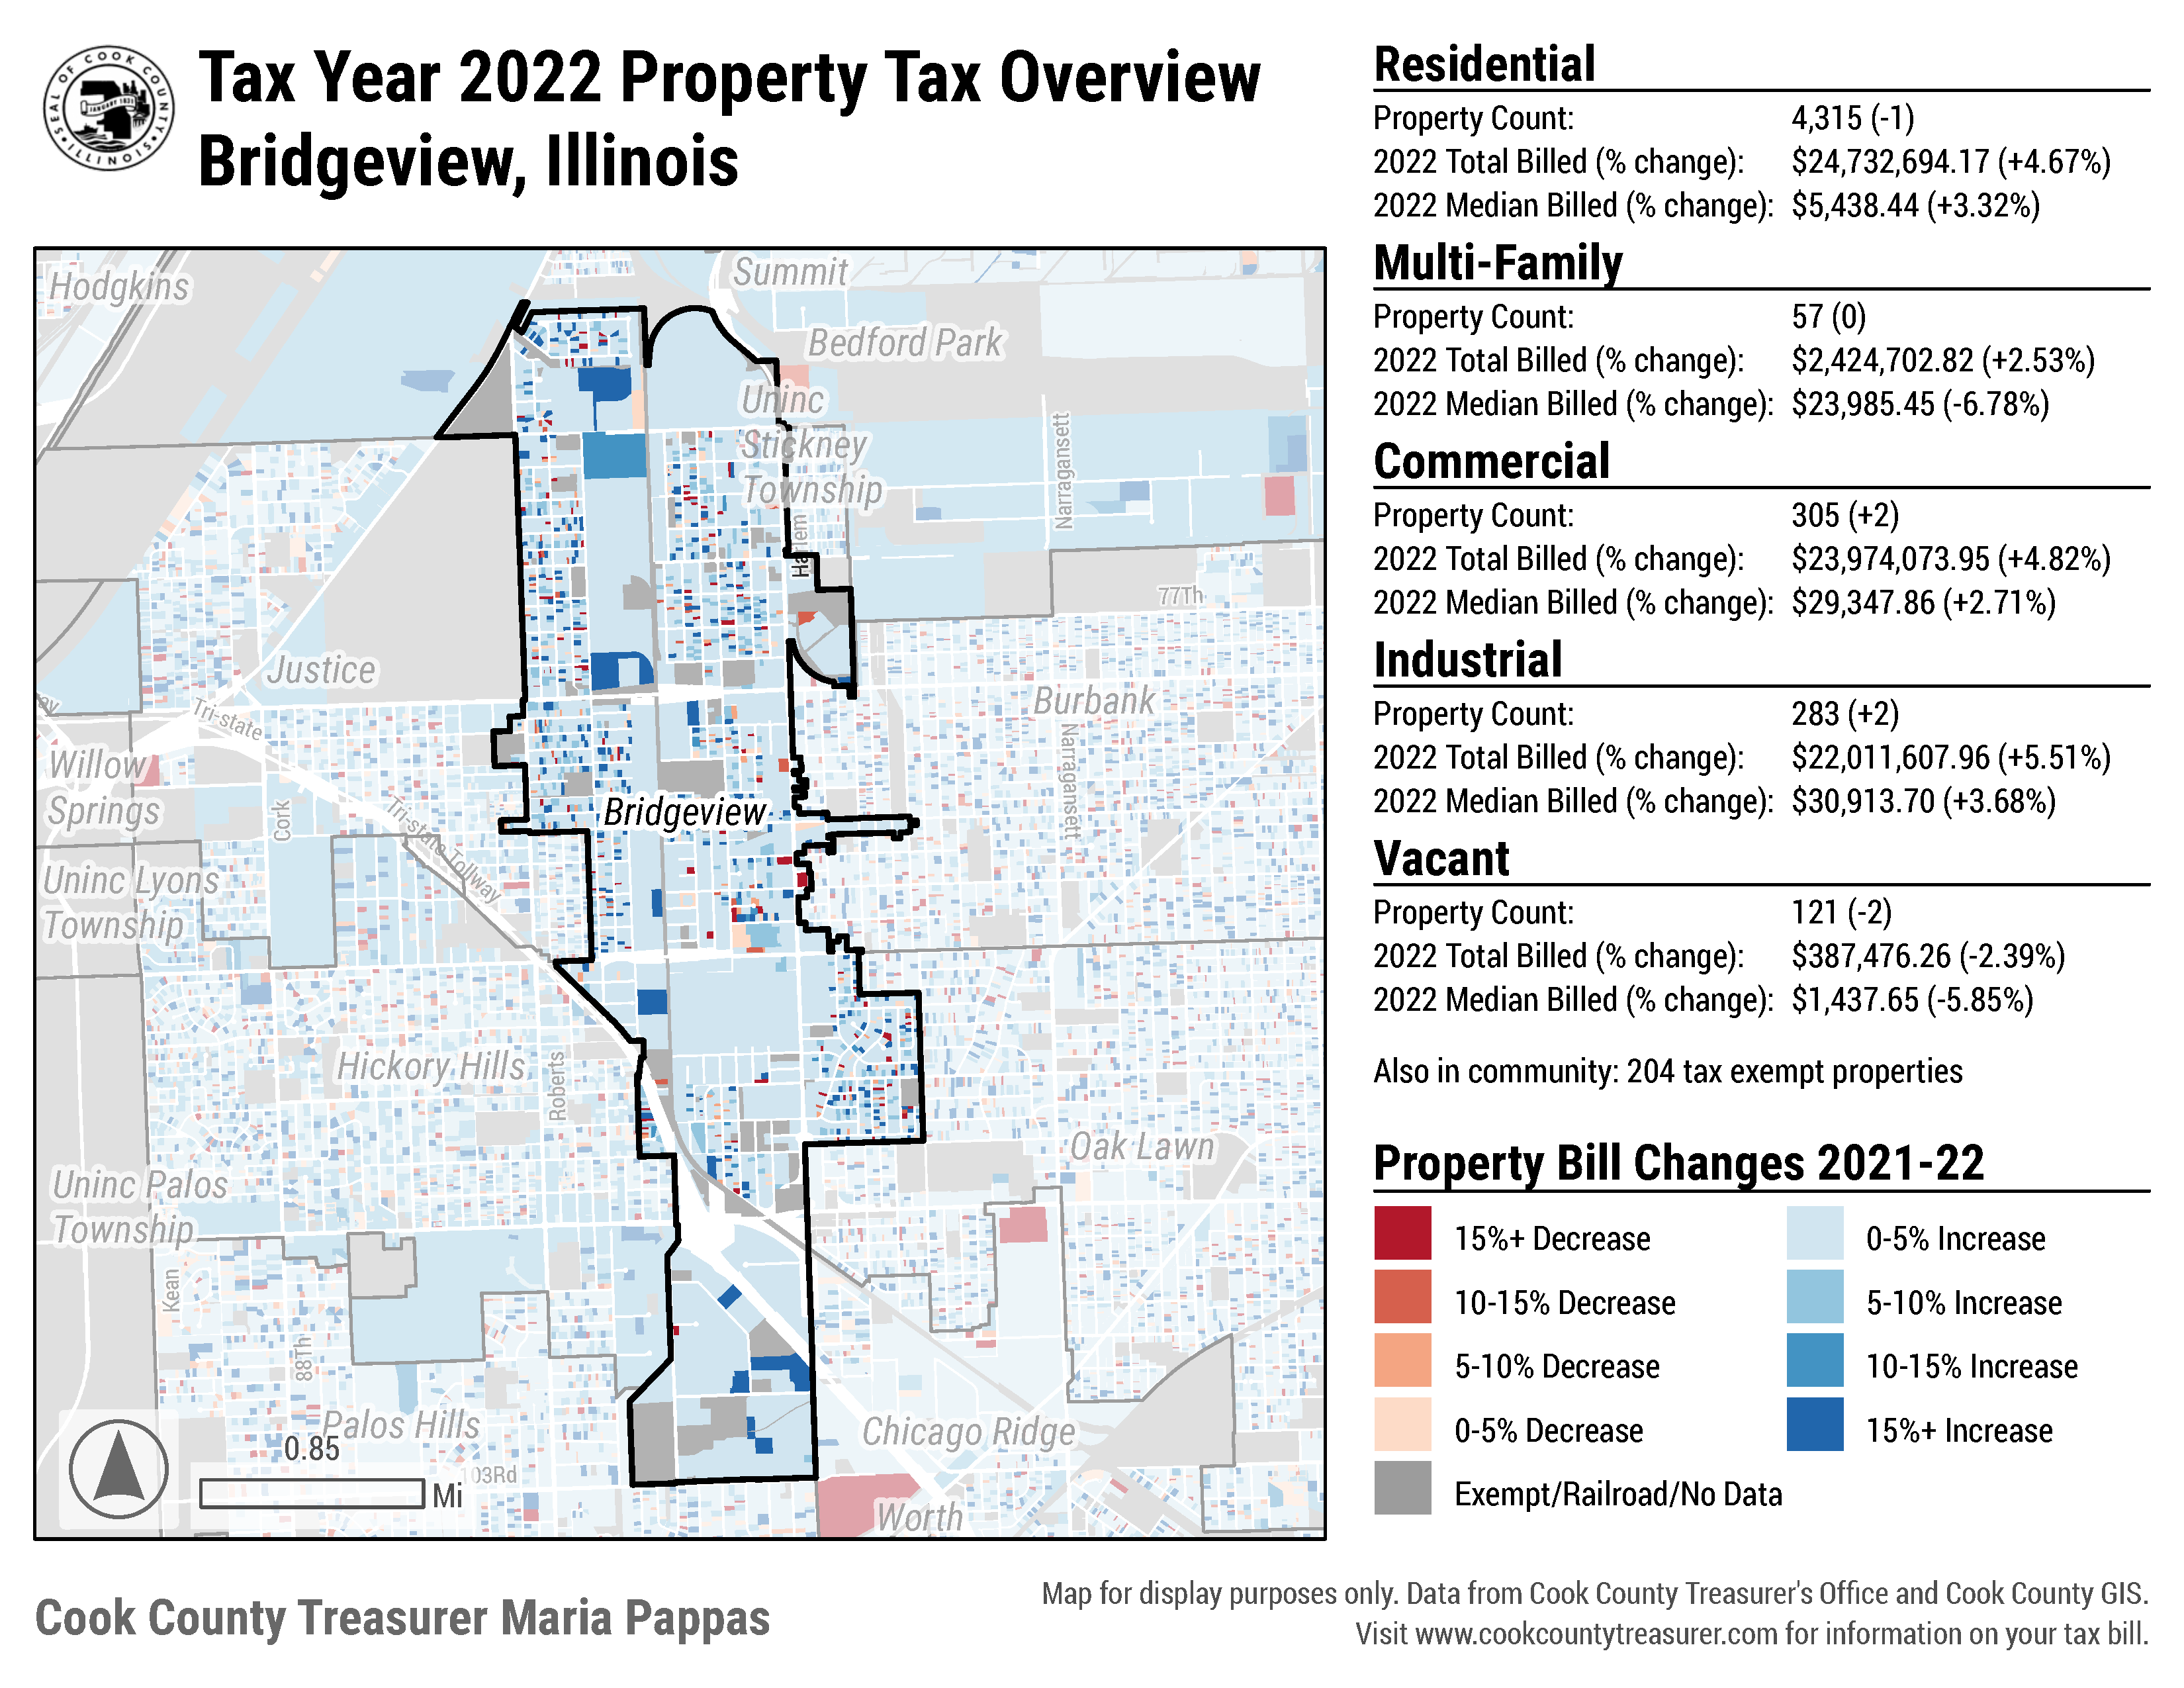 SEAL OF COOK COUNTY
JANUARY 1831
ILLINOIS
Tax Year 2022 Property Tax Overview
Bridgeview, Illinois
Hodgkins
Summit
Bedford Park
Uninc
Stickney
Township
Narragansett
Harlem
77Th
Justice
Tri-state
Burbank
Narragansett
Willow
Springs
Cork
Tri-state Tollway
Bridgeview
Uninc Lyons
Township
Hickory Hills
Roberts
Oak Lawn
Uninc Palos
Township
Kean
88Th
Palos Hills
Chicago Ridge
0.85
Mi
103Rd
Worth
Residential
Property Count: 4,315 (-1)
2022 Total Billed (% change): $24,732,694.17 (+4.67%)
2022 Median Billed (% change): $5,438.44 (+3.32%)
Multi-Family
Property Count: 57 (0)
2022 Total Billed (% change): $2,424,702.82 (+2.53%)
2022 Median Billed (% change): $23,985.45 (-6.78%)
Commercial
Property Count: 305 (+2)
2022 Total Billed (% change): $23,974,073.95 (+4.82%)
2022 Median Billed (% change): $29,347.86 (+2.71%)
Industrial
Property Count: 283 (+2)
2022 Total Billed (% change): $22,011,607.96 (+5.51%)
2022 Median Billed (% change): $30,913.70 (+3.68%)
Vacant
Property Count: 121 (-2)
2022 Total Billed (% change): $387,476.26 (-2.39%)
2022 Median Billed (% change): $1,437.65 (-5.85%)
Also in community: 204 tax exempt properties
Property Bill Changes 2021-22
15%+ Decrease
0-5% Increase
10-15% Decrease
5-10% Increase
5-10% Decrease
10-15% Increase
0-5% Decrease
15%+ Increase
Exempt/Railroad/No Data
Cook County Treasurer Maria Pappas
Map for display purposes only. Data from Cook County Treasurer's Office and Cook County GIS.
Visit www.cookcountytreasurer.com for information on your tax bill.